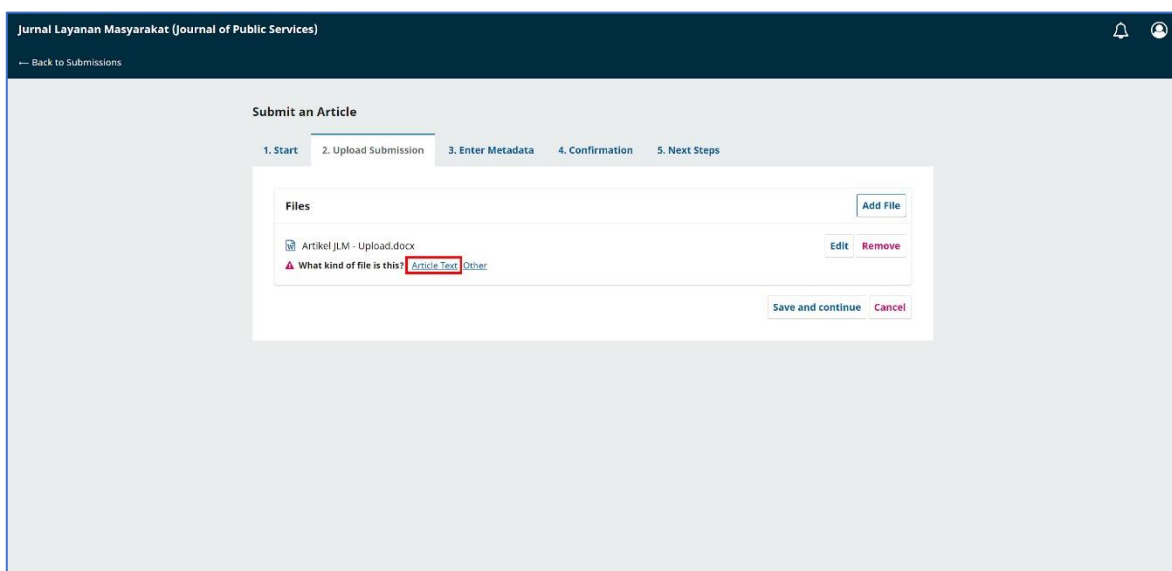 Jurnal Layanan Masyarakat (Journal of Public Services)
← Back to Submissions
Submit an Article
1. Start 2. Upload Submission 3. Enter Metadata 4. Confirmation 5. Next Steps
Files Add File
Artikel JLM - Upload.docx Edit Remove
What kind of file is this? Article Text Other
Save and continue Cancel